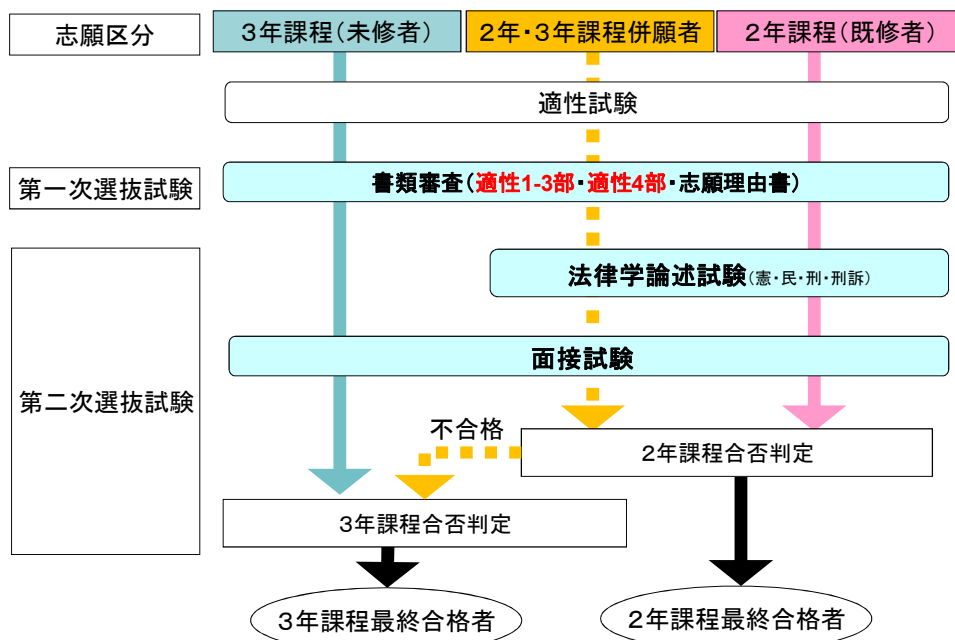 志願区分
3年課程(未修者)
2年・3年課程併願者
2年課程(既修者)
適性試験
第一次選抜試験
書類審査(適性1-3部・適性4部・志願理由書)
法律学論述試験(憲・民・刑・刑訴)
面接試験
第二次選抜試験
不合格
2年課程合否判定
3年課程合否判定
3年課程最終合格者
2年課程最終合格者